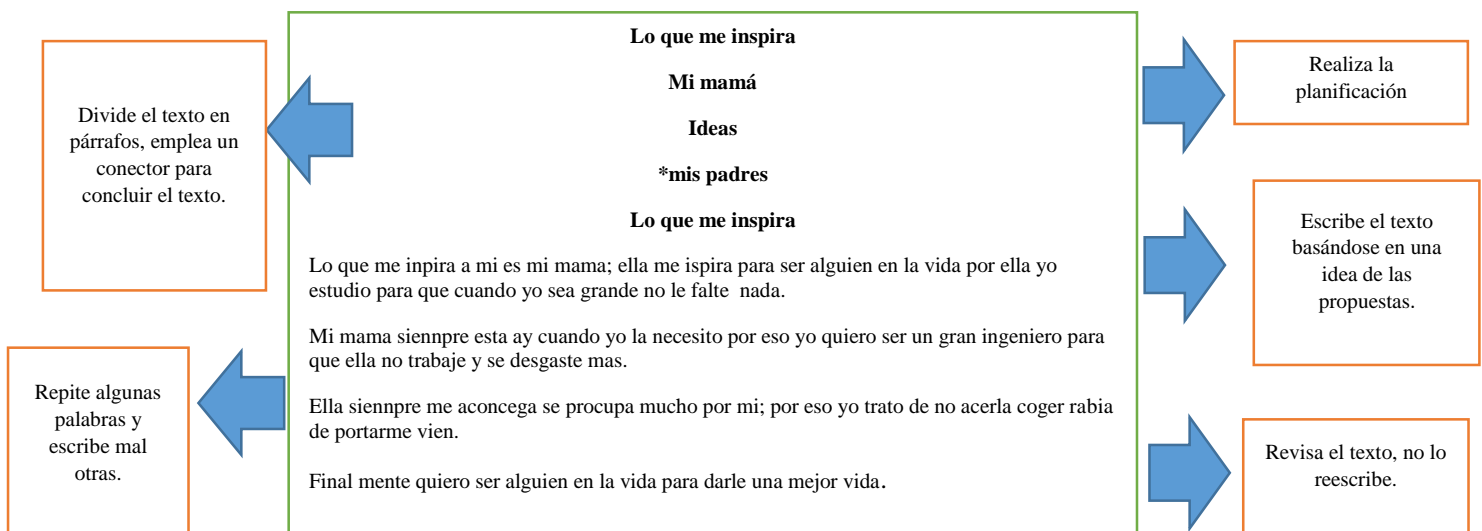 Lo que me inspira
Mi mamá
Ideas
*mis padres
Lo que me inspira
Lo que me inpira a mi es mi mama; ella me ispira para ser alguien en la vida por ella yo
estudio para que cuando yo sea grande no le falte nada.
Mi mama siennpre esta ay cuando yo la necesito por eso yo quiero ser un gran ingeniero para
que ella no trabaje y se desgaste mas.
Ella siennpre me aconcega se procupa mucho por mi; por eso yo trato de no acerla coger rabia
de portarme vien.
Final mente quiero ser alguien en la vida para darle una mejor vida.
Divide el texto en
párrafos, emplea un
conector para
concluir el texto.
Repite algunas
palabras y
escribe mal
otras.
Realiza la
planificación
Escribe el texto
basándose en una
idea de las
propuestas.
Revisa el texto, no lo
reescribe.